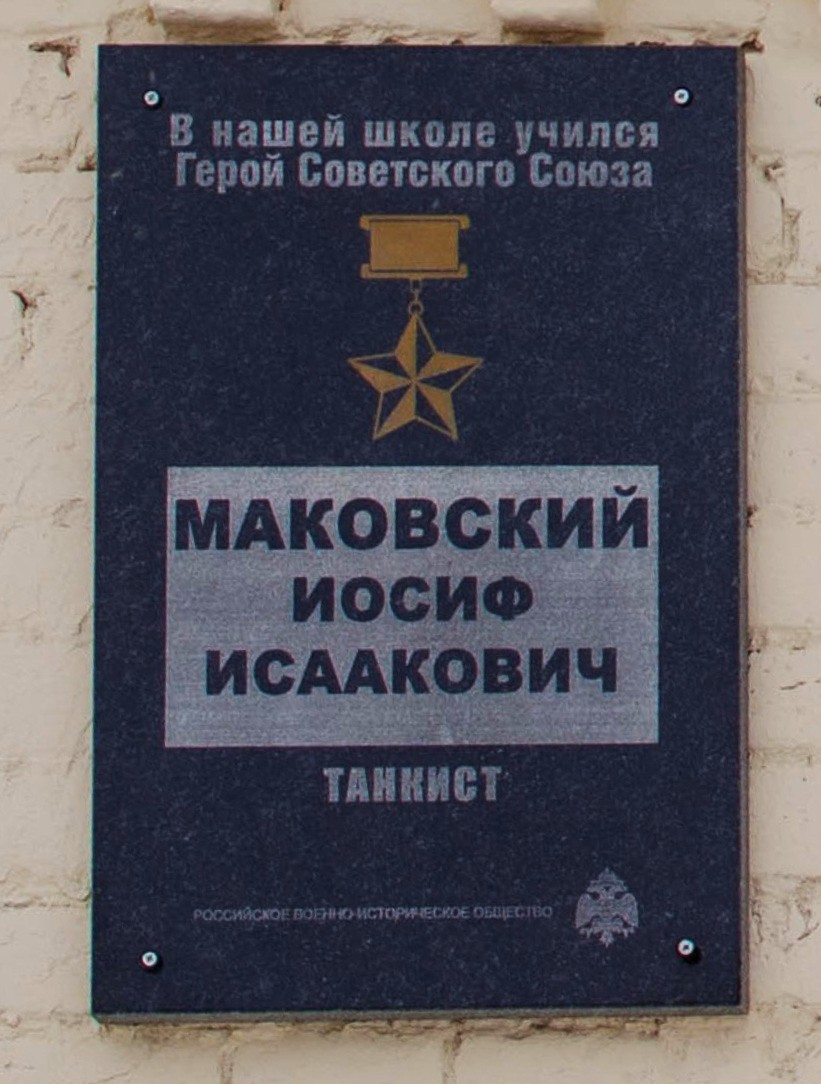 В нашей школе учился
Герой Советского Союза
МАКОВСКИЙ
ИОСИФ
ИСААКОВИЧ
ТАНКИСТ
РОССИЙСКОЕ ВОЕННО-ИСТОРИЧЕСКОЕ ОБЩЕСТВО